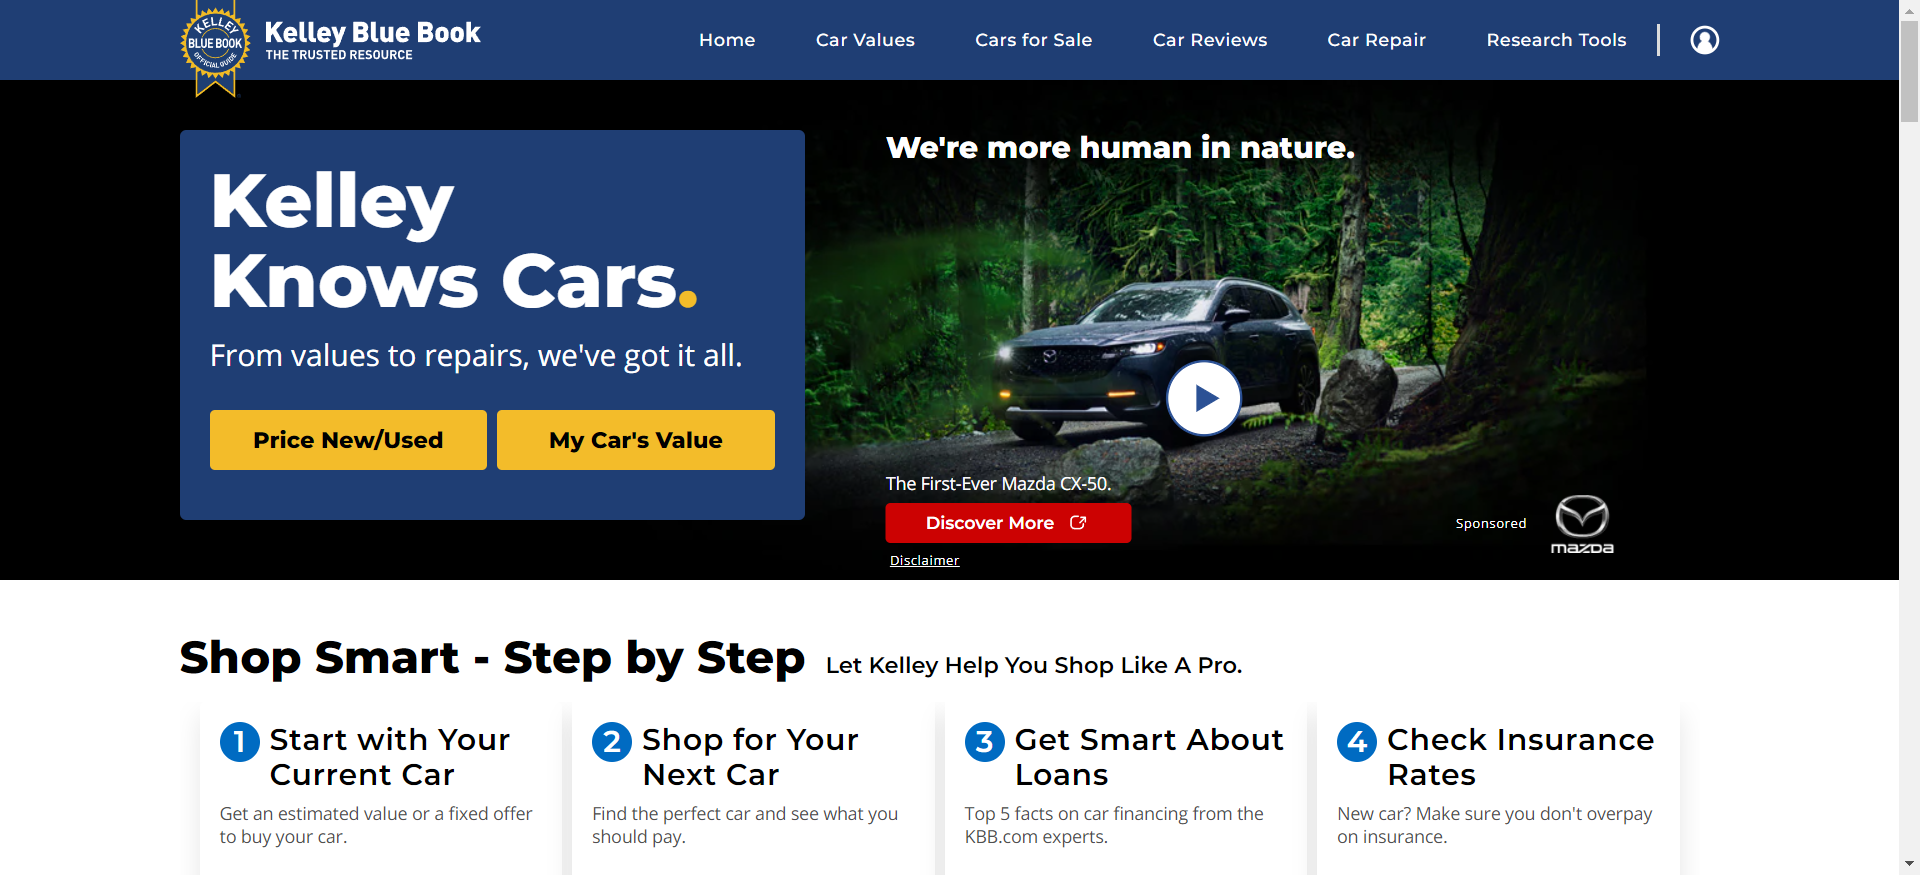 KELLEY
BLUE BOOK
OFFICIAL GUIDE
Kelley Blue Book
THE TRUSTED RESOURCE
Home
Car Values
Cars for Sale
Car Reviews
Car Repair
Research Tools
Kelley
Knows Cars.
From values to repairs, we've got it all.
Price New/Used
My Car's Value
We're more human in nature.
The First-Ever Mazda CX-50.
Discover More
Disclaimer
Sponsored
mazda
Shop Smart - Step by Step
Let Kelley Help You Shop Like A Pro.
1 Start with Your
Current Car
Get an estimated value or a fixed offer
to buy your car.
2 Shop for Your
Next Car
Find the perfect car and see what you
should pay.
3 Get Smart About
Loans
Top 5 facts on car financing from the
KBB.com experts.
4 Check Insurance
Rates
New car? Make sure you don't overpay
on insurance.